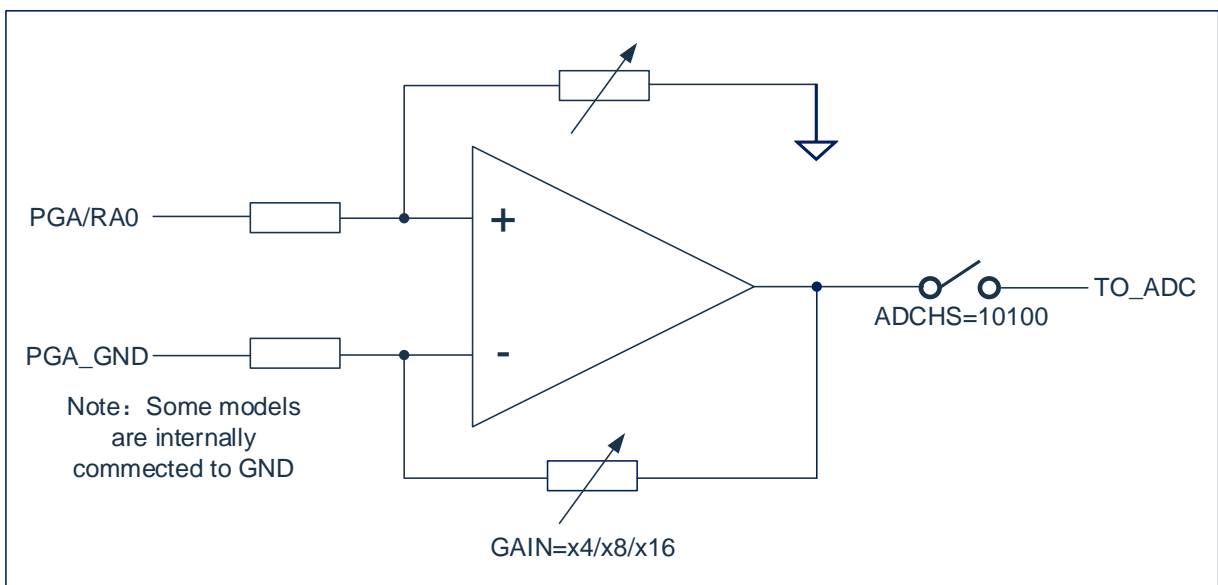 PGA/RA0
+
TO_ADC
ADCHS=10100
PGA_GND
-
Note：Some models
are internally
commected to GND
GAIN=x4/x8/x16